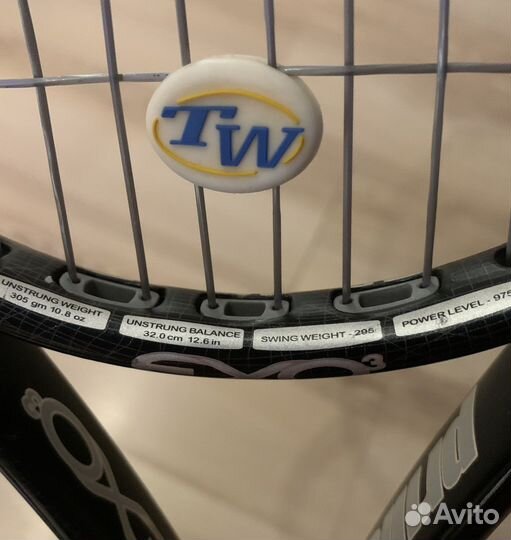 TW
UNSTRUNG WEIGHT
305 gm 10.8 oz
UNSTRUNG BALANCE
32.0 cm 12.6 in
SWING WEIGHT - 295
POWER LEVEL - 975
EXO3
Avito